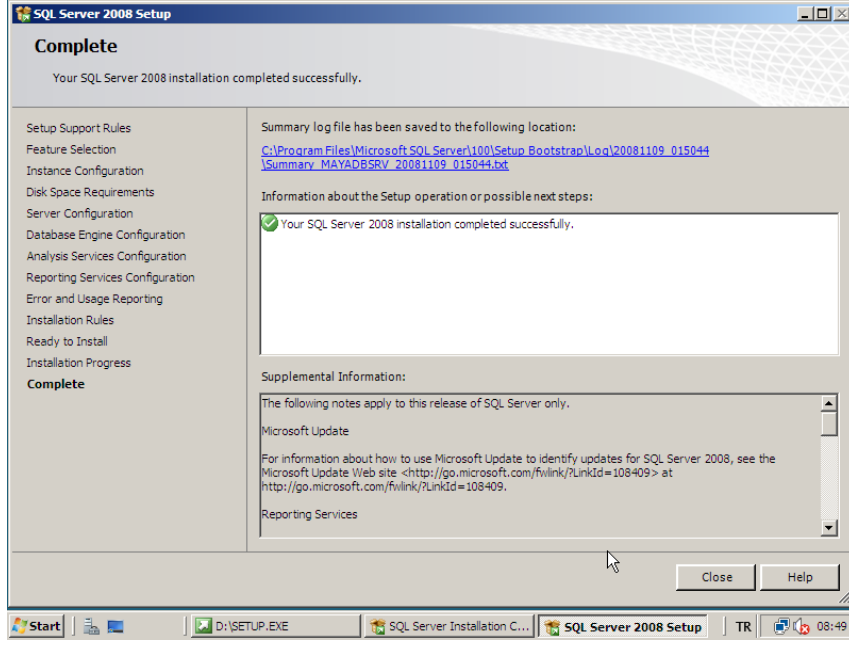 SQL Server 2008 Setup
Complete
Your SQL Server 2008 installation completed successfully.
Setup Support Rules
Feature Selection
Instance Configuration
Disk Space Requirements
Server Configuration
Database Engine Configuration
Analysis Services Configuration
Reporting Services Configuration
Error and Usage Reporting
Installation Rules
Ready to Install
Installation Progress
Complete
Summary log file has been saved to the following location:
C:\Program Files\Microsoft SQL Server\100\Setup Bootstrap\Log\20081109_015044
\Summary_MAYADBSRV_20081109_015044.txt
Information about the Setup operation or possible next steps:
Your SQL Server 2008 installation completed successfully.
Supplemental Information:
The following notes apply to this release of SQL Server only.
Microsoft Update
For information about how to use Microsoft Update to identify updates for SQL Server 2008, see the
Microsoft Update Web site <http://go.microsoft.com/fwlink/?LinkId=108409> at
http://go.microsoft.com/fwlink/?LinkId=108409.
Reporting Services
Close Help
Start D:\SETUP.EXE SQL Server Installation C... SQL Server 2008 Setup TR 08:49